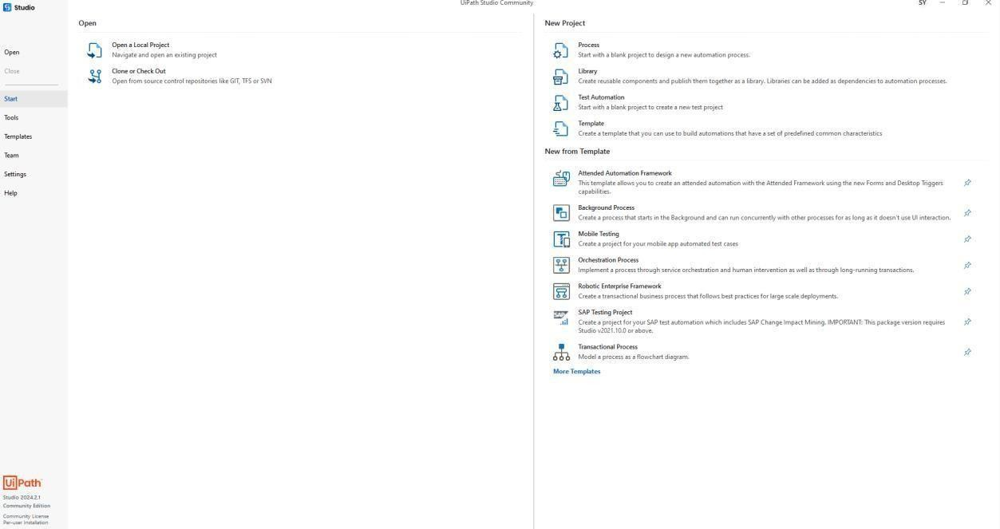 Studio
UiPath Studio Community
SY
Open
Close
Start
Tools
Templates
Team
Settings
Help
Open
Open a Local Project
Navigate and open an existing project
Clone or Check Out
Open from source control repositories like GIT, TFS or SVN
New Project
Process
Start with a blank project to design a new automation process.
Library
Create reusable components and publish them together as a library. Libraries can be added as dependencies to automation processes.
Test Automation
Start with a blank project to create a new test project
Template
Create a template that you can use to build automations that have a set of predefined common characteristics
New from Template
Attended Automation Framework
This template allows you to create an attended automation with the Attended Framework using the new Forms and Desktop Triggers
capabilities.
Background Process
Create a process that starts in the Background and can run concurrently with other processes for as long as it doesn't use UI interaction.
Mobile Testing
Create a project for your mobile app automated test cases
Orchestration Process
Implement a process through service orchestration and human intervention as well as through long-running transactions.
Robotic Enterprise Framework
Create a transactional business process that follows best practices for large scale deployments.
SAP
SAP Testing Project
Create a project for your SAP test automation which includes SAP Change Impact Mining. IMPORTANT: This package version requires
Studio v2021.10.0 or above.
Transactional Process
Model a process as a flowchart diagram.
More Templates
UiPath
Studio 2024.2.1
Community Edition
Community License
Per-user Installation